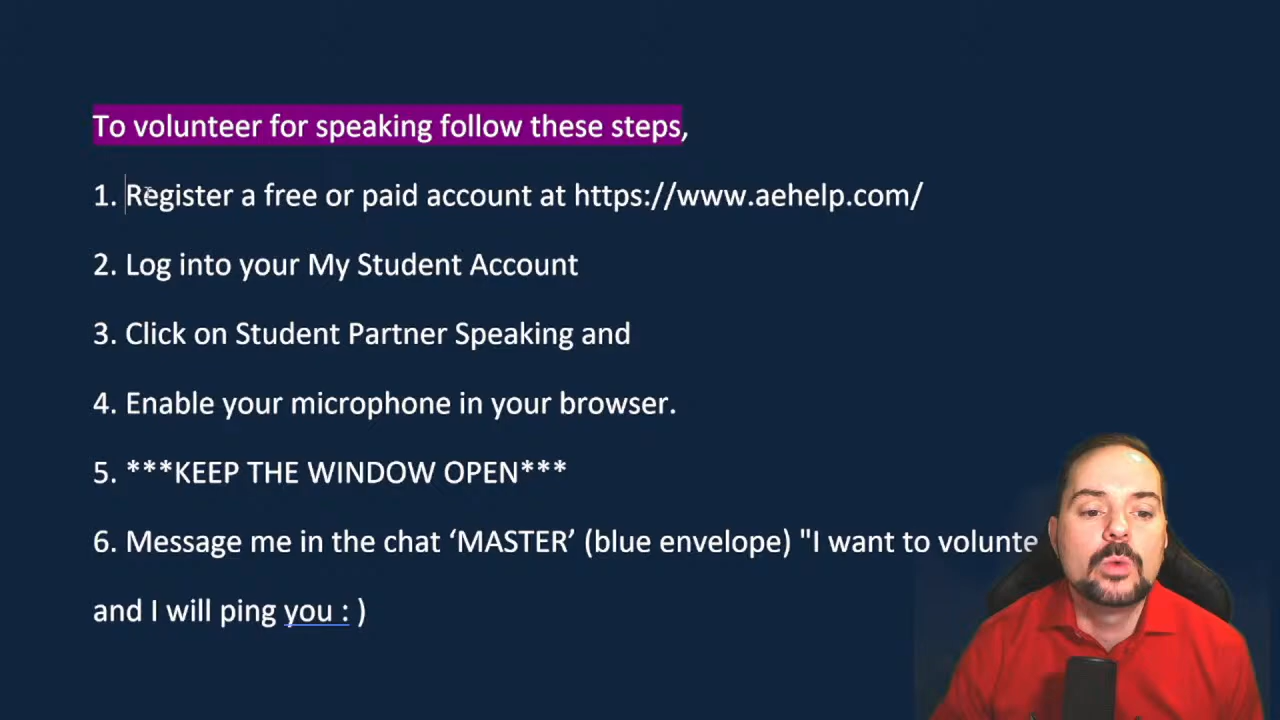 To volunteer for speaking follow these steps,
1. Register a free or paid account at https://www.aehelp.com/
2. Log into your My Student Account
3. Click on Student Partner Speaking and
4. Enable your microphone in your browser.
5. ***KEEP THE WINDOW OPEN***
6. Message me in the chat ‘MASTER’ (blue envelope) "I want to
and I will ping you : )